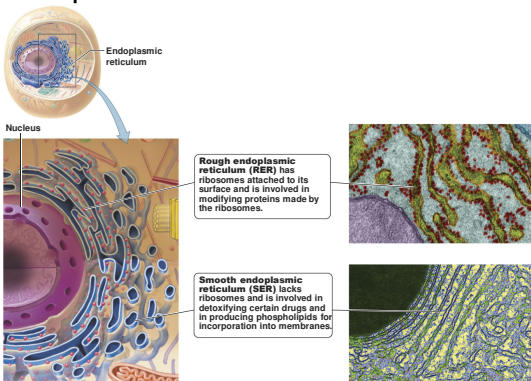 Endoplasmic
reticulum
Nucleus
Rough endoplasmic
reticulum (RER) has
ribosomes attached to its
surface and is involved in
modifying proteins made by
the ribosomes.
Smooth endoplasmic
reticulum (SER) lacks
ribosomes and is involved in
detoxifying certain drugs and
in producing phospholipids for
incorporation into membranes.